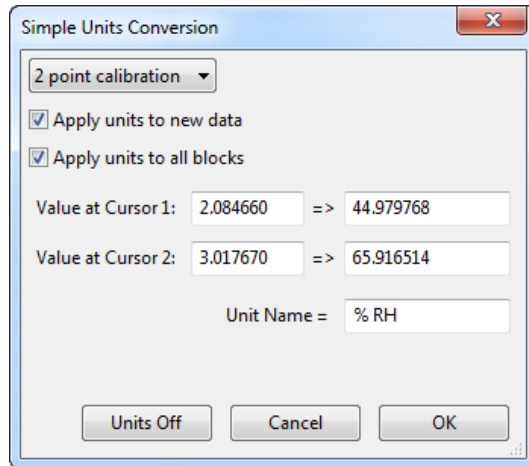 Simple Units Conversion
2 point calibration
Apply units to new data
Apply units to all blocks
Value at Cursor 1: 2.084660 => 44.979768
Value at Cursor 2: 3.017670 => 65.916514
Unit Name = % RH
Units Off Cancel OK